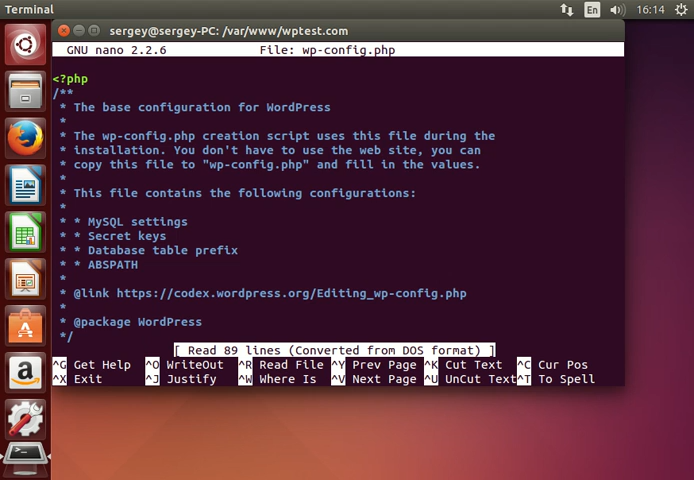 Terminal
En
16:14
sergey@sergey-PC: /var/www/wptest.com
GNU nano 2.2.6 File: wp-config.php
<?php
/**
 * The base configuration for WordPress
 *
 * The wp-config.php creation script uses this file during the
 * installation. You don't have to use the web site, you can
 * copy this file to "wp-config.php" and fill in the values.
 *
 * This file contains the following configurations:
 *
 * * MySQL settings
 * * Secret keys
 * * Database table prefix
 * * ABSPATH
 *
 * @link https://codex.wordpress.org/Editing_wp-config.php
 *
 * @package WordPress
 */
[ Read 89 lines (Converted from DOS format) ]
^G Get Help ^O WriteOut ^R Read File ^Y Prev Page ^K Cut Text ^C Cur Pos
^X Exit ^J Justify ^W Where Is ^V Next Page ^U UnCut Text^T To Spell